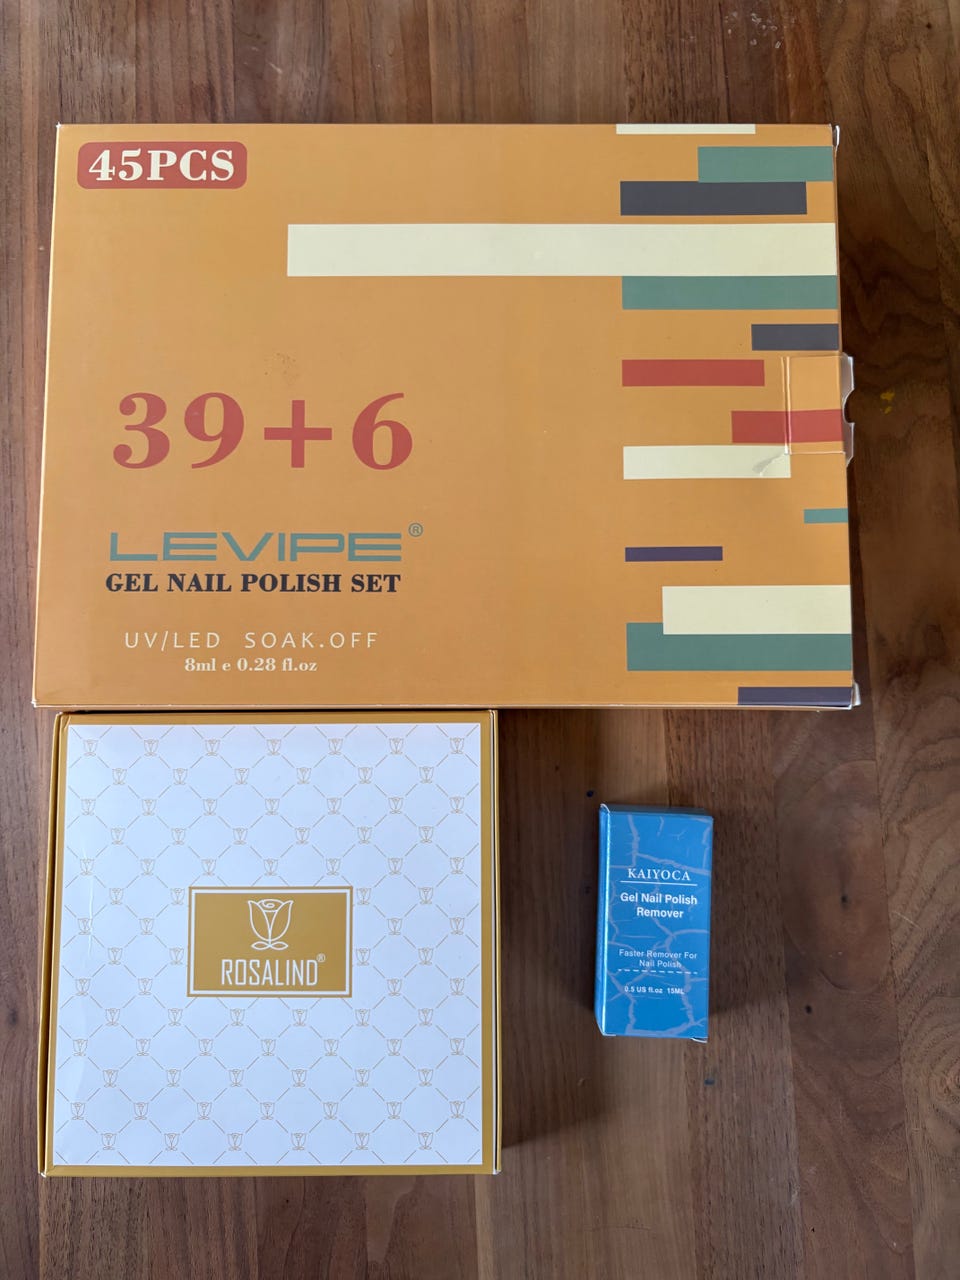 45PCS
39+6
LEVIPE®
GEL NAIL POLISH SET
UV/LED SOAK.OFF
8ml e 0.28 fl.oz
ROSALIND®
KAIYOCA
Gel Nail Polish
Remover
Faster Remover For
Nail Polish
0.5 US fl.oz 15ML